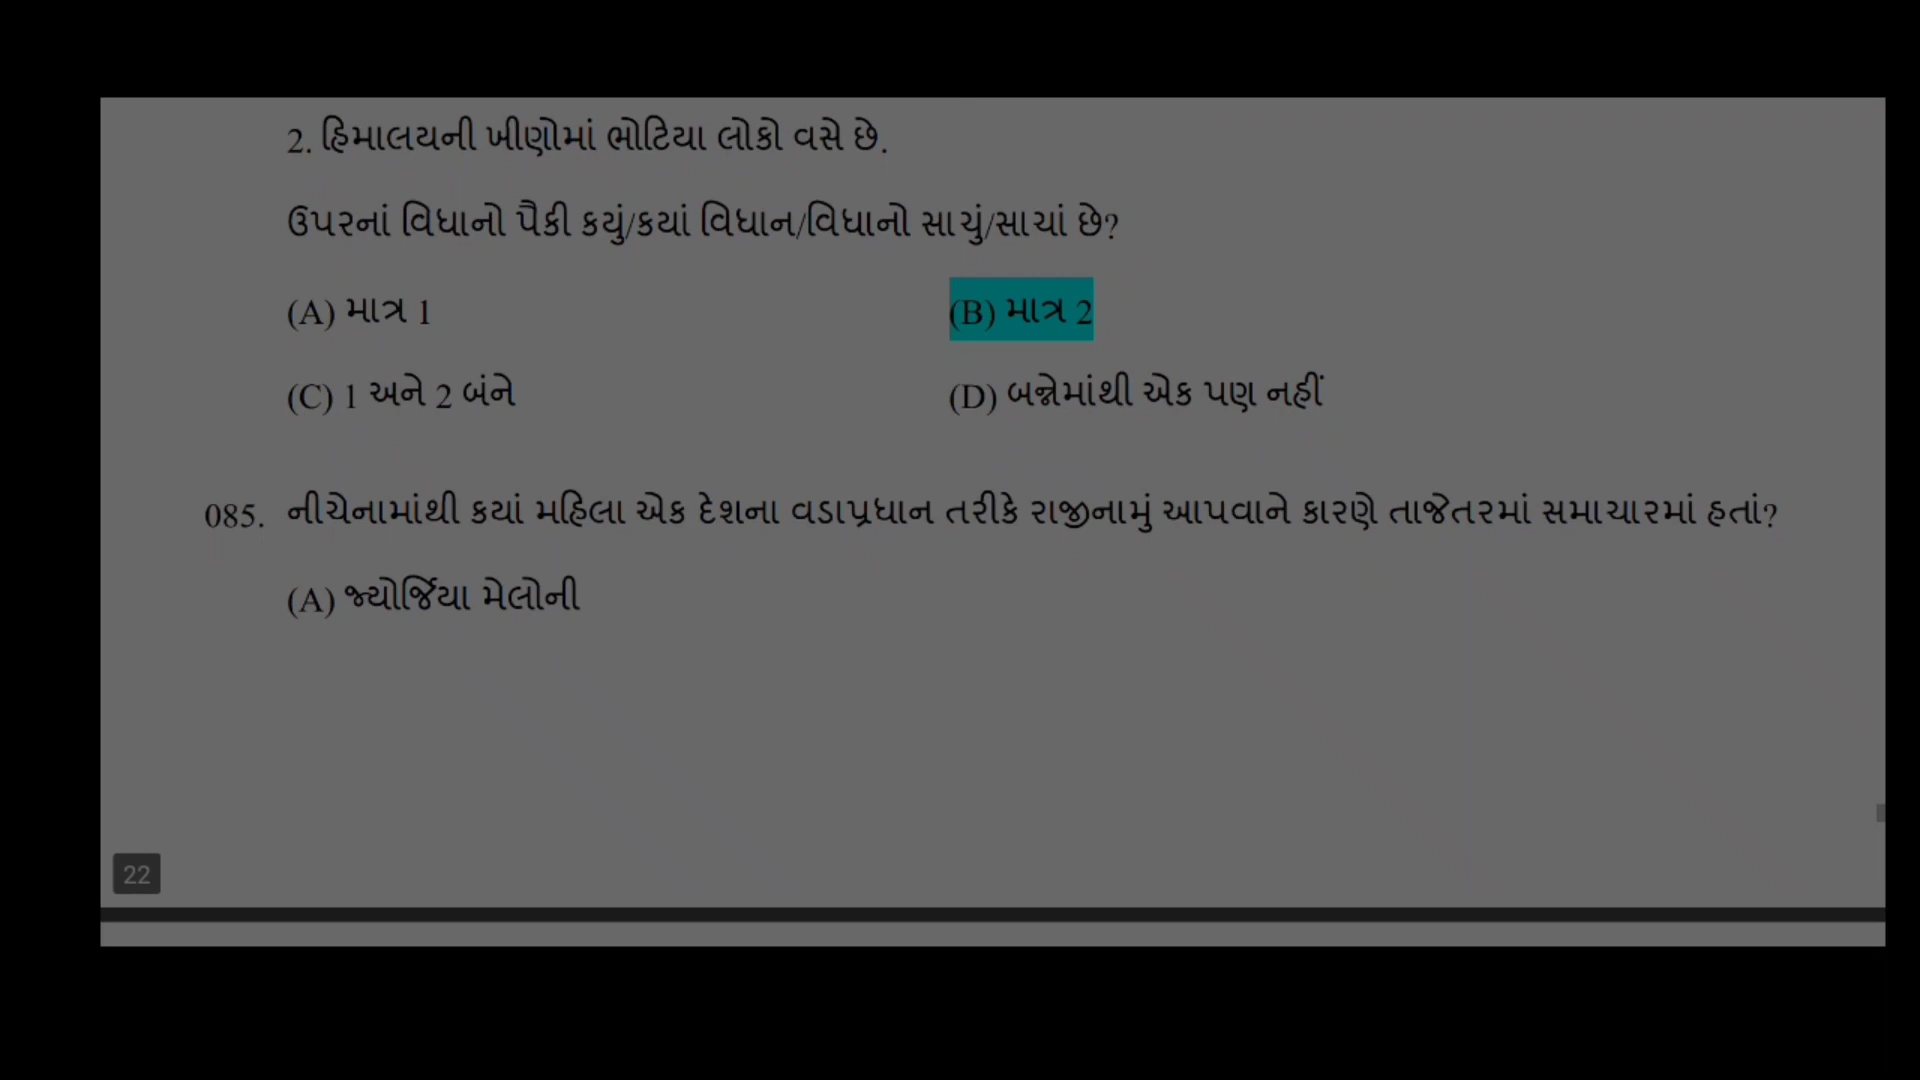 2. હિમાલયની ખીણોમાં ભોટિયા લોકો વસે છે.
ઉપરનાં વિધાનો પૈકી કયું/કયાં વિધાન/વિધાનો સાચું/સાચાં છે?
(A) માત્ર 1 (B) માત્ર 2
(C) 1 અને 2 બંને (D) બન્નેમાંથી એક પણ નહીં
085. નીચેનામાંથી કયાં મહિલા એક દેશના વડાપ્રધાન તરીકે રાજીનામું આપવાને કારણે તાજેતરમાં સમાચારમાં હતાં?
(A) જ્યોર્જિયા મેલોની
22